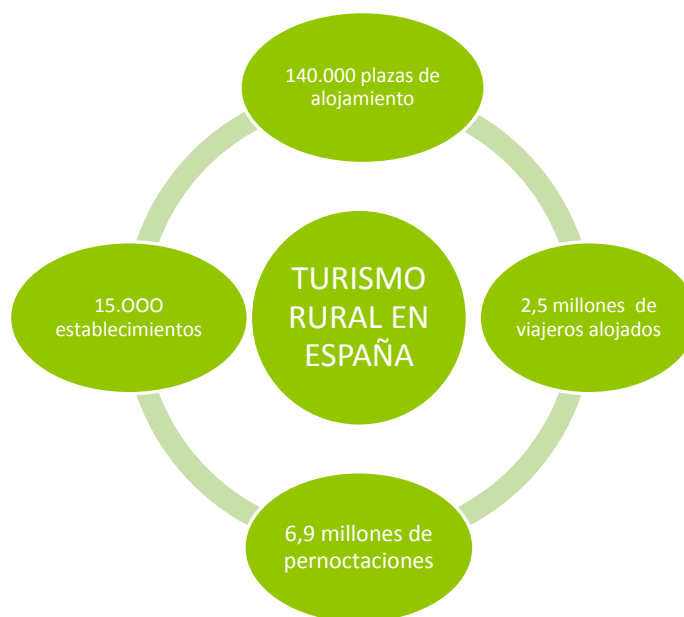 140.000 plazas de
alojamiento
15.OOO
establecimientos
TURISMO
RURAL EN
ESPAÑA
2,5 millones de
viajeros alojados
6,9 millones de
pernoctaciones